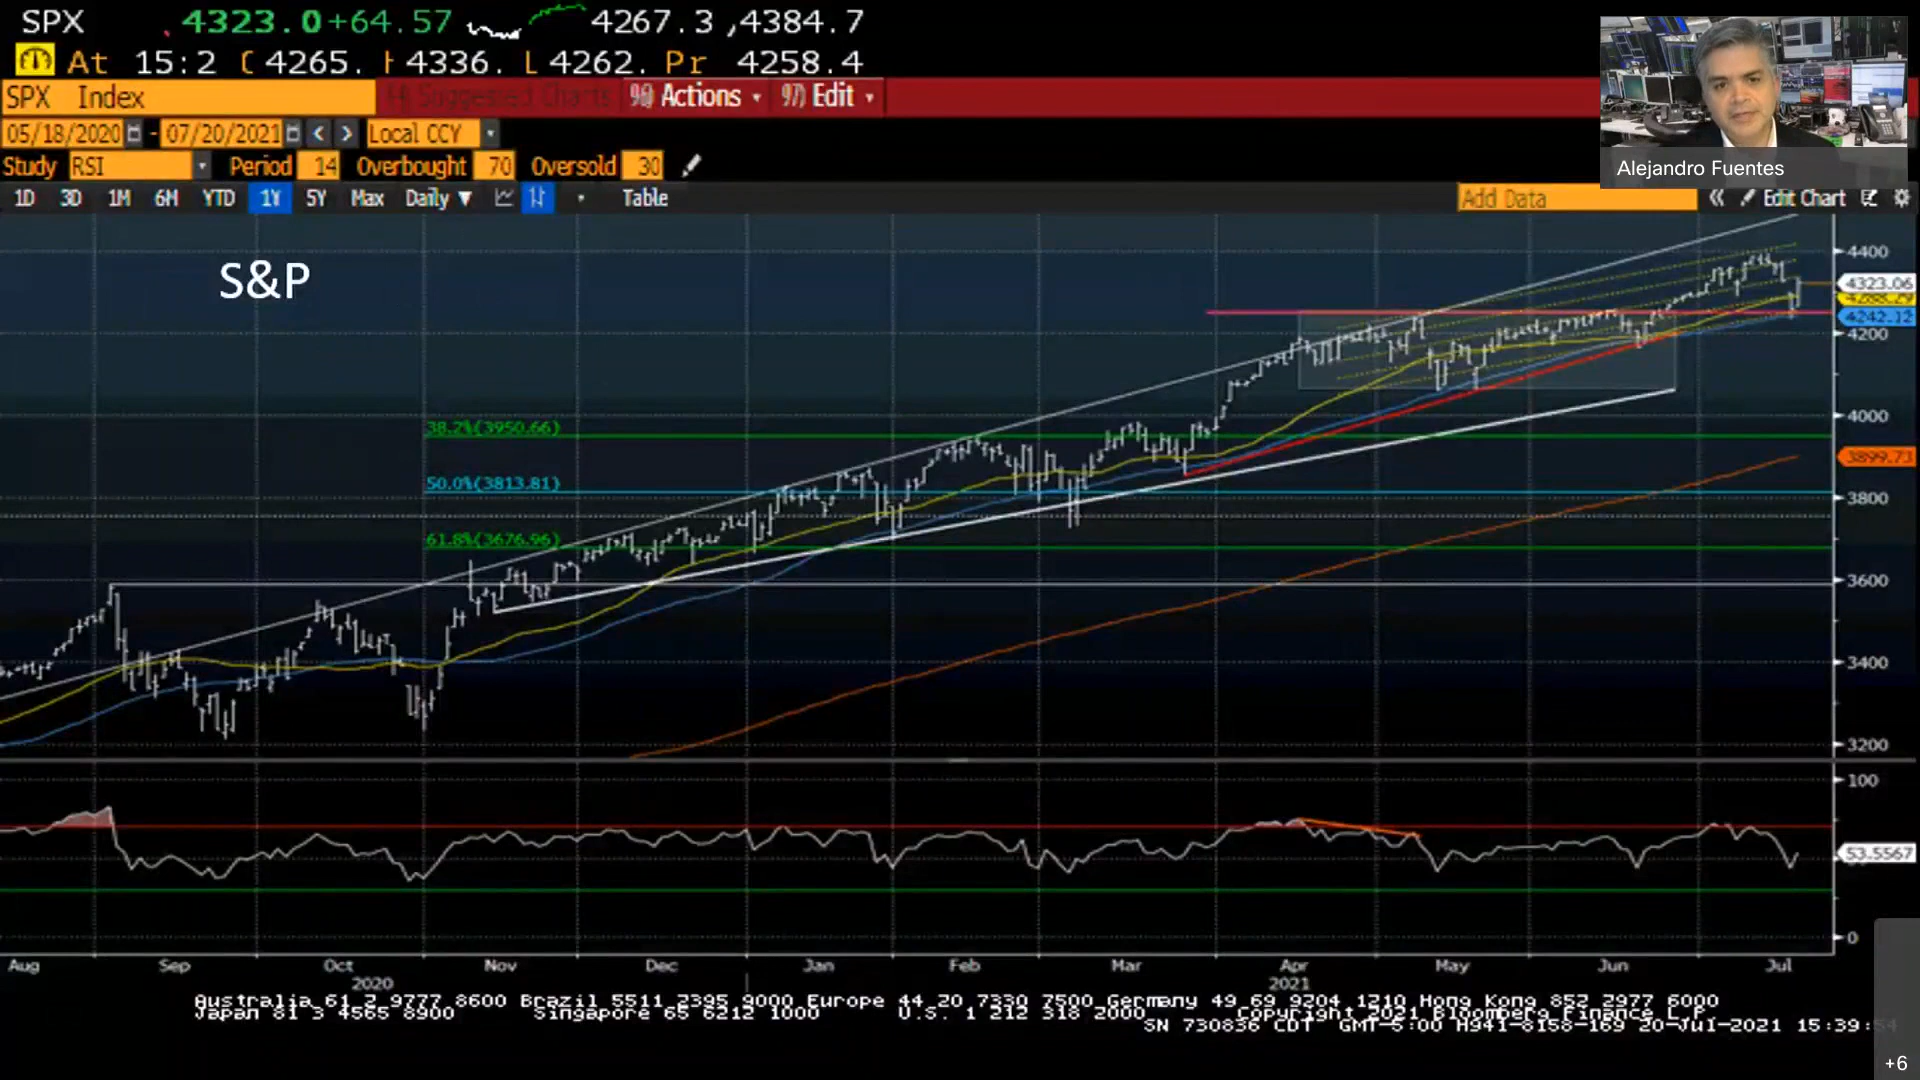 SPX 4323.0 +64.57 4267.3 ,4384.7
At 15:2 4265. H 4336. L 4262. Pr 4258.4
SPX Index Suggested Charts 96) Actions 97) Edit
05/18/2020 - 07/20/2021 < > Local CCY
Study RSI Period 14 Overbought 70 Oversold 30
1D 3D 1M 6M YTD 1Y 5Y Max Daily ▼ Table Add Data « Edit Chart
Alejandro Fuentes
S&P
4400
4323.06
4288.29
4242.12
4200
4000
38.2%(3950.66)
3899.73
50.0%(3813.81)
3800
61.8%(3676.96)
3600
3400
3200
100
53.5567
0
Aug Sep Oct Nov Dec Jan Feb Mar Apr May Jun Jul
2020 2021
Australia 61 2 9777 8600 Brazil 5511 2395 9000 Europe 44 20 7330 7500 Germany 49 69 9204 1210 Hong Kong 852 2977 6000
Japan 81 3 4565 8900 Singapore 65 6212 1000 U.S. 1 212 318 2000 Copyright 2021 Bloomberg Finance L.P.
SN 730836 CDT GMT-5:00 H941-8158-169 20-Jul-2021 15:39:54
+6